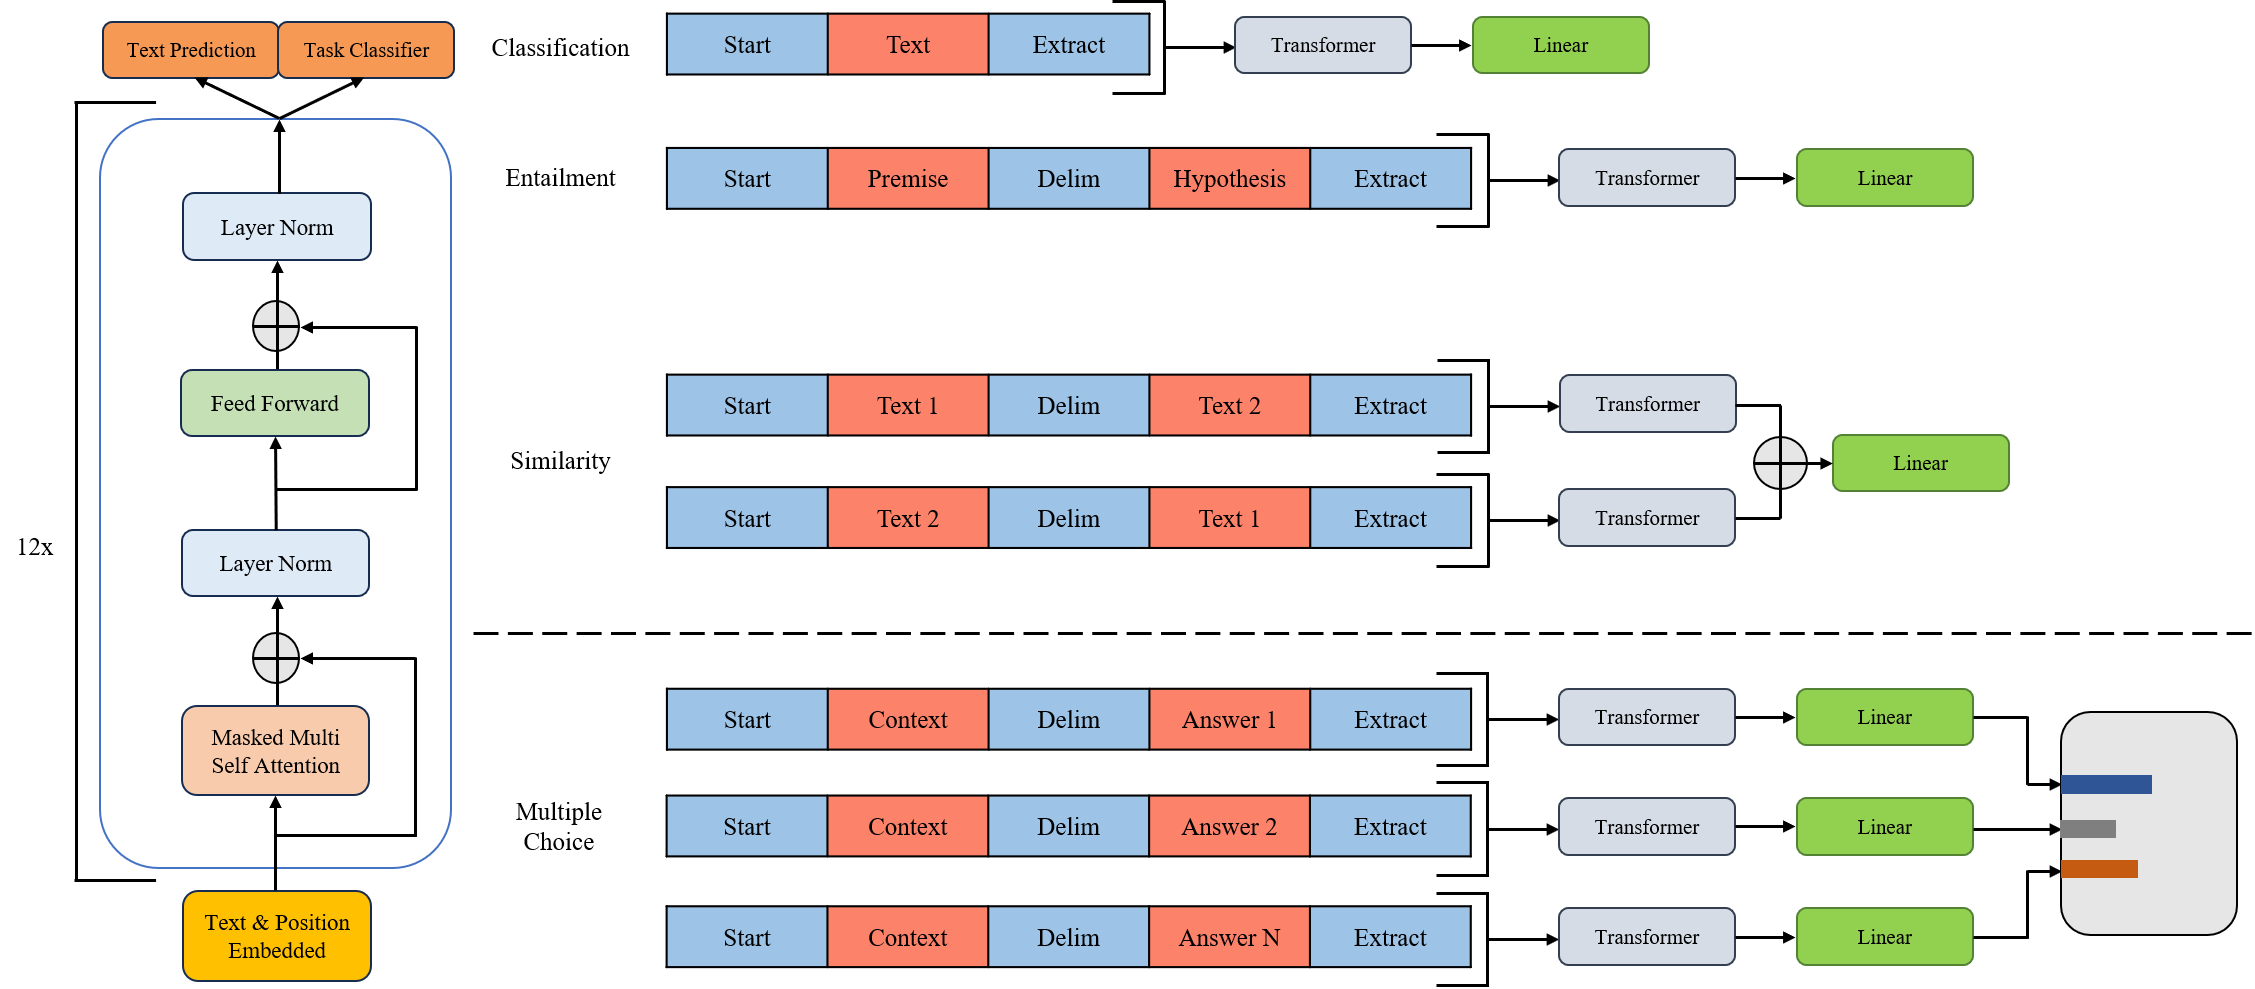 Text Prediction
Task Classifier
Layer Norm
Feed Forward
12x
Layer Norm
Masked Multi
Self Attention
Text & Position
Embedded
Classification
Start
Text
Extract
Transformer
Linear
Entailment
Start
Premise
Delim
Hypothesis
Extract
Transformer
Linear
Similarity
Start
Text 1
Delim
Text 2
Extract
Transformer
Start
Text 2
Delim
Text 1
Extract
Transformer
Linear
Multiple
Choice
Start
Context
Delim
Answer 1
Extract
Transformer
Linear
Start
Context
Delim
Answer 2
Extract
Transformer
Linear
Start
Context
Delim
Answer N
Extract
Transformer
Linear